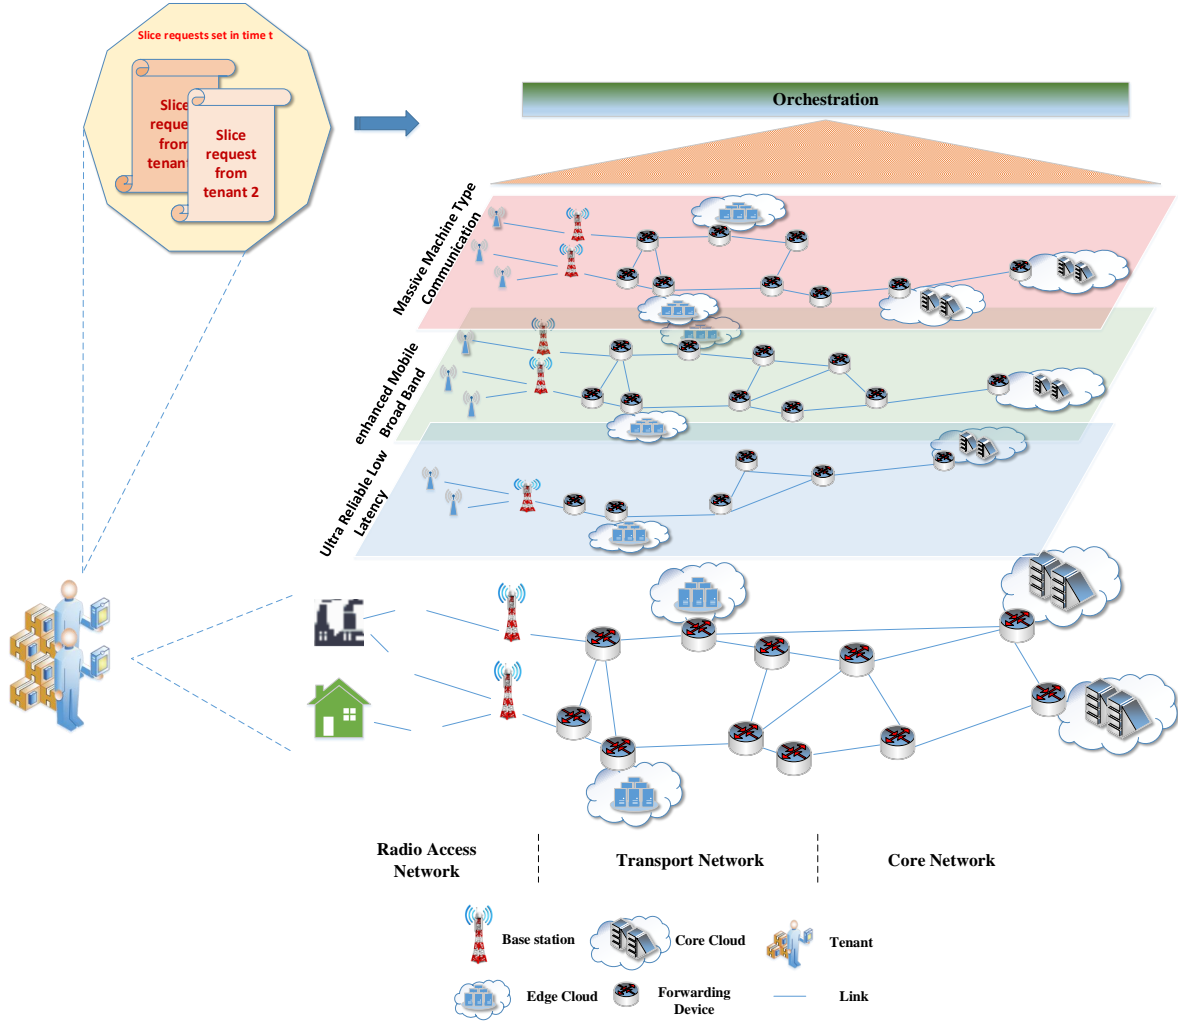 Slice requests set in time t
Slice
request
from
tenant
Slice
request
from
tenant 2
Orchestration
Massive Machine Type
Communication
enhanced Mobile
Broad Band
Ultra Reliable Low
Latency
Radio Access
Network
Transport Network
Core Network
Base station
Core Cloud
Tenant
Edge Cloud
Forwarding
Device
Link